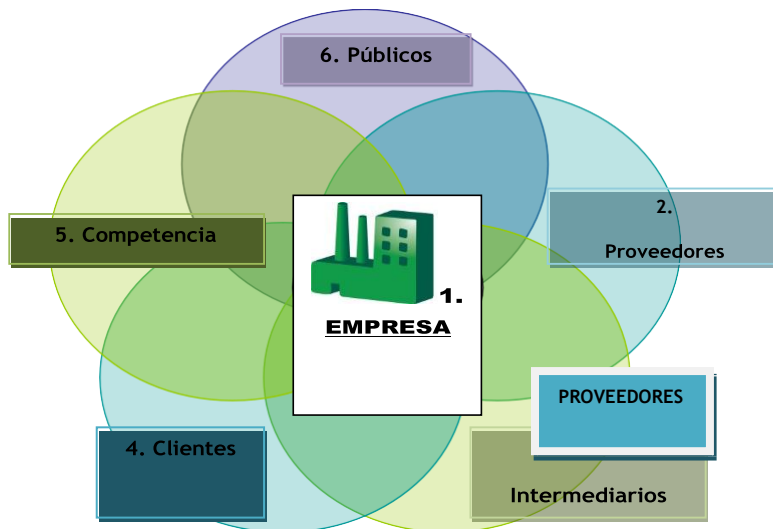 6. Públicos
2.
Proveedores
5. Competencia
1.
EMPRESA
PROVEEDORES
4. Clientes
Intermediarios